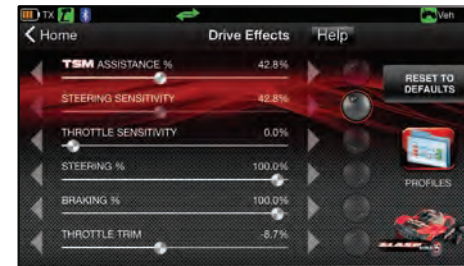 TX Veh
Home Drive Effects Help
TSM ASSISTANCE % 42.8%
STEERING SENSITIVITY 42.8%
THROTTLE SENSITIVITY 0.0%
STEERING % 100.0%
BRAKING % 100.0%
THROTTLE TRIM -8.7%
RESET TO
DEFAULTS
PROFILES
SLASH